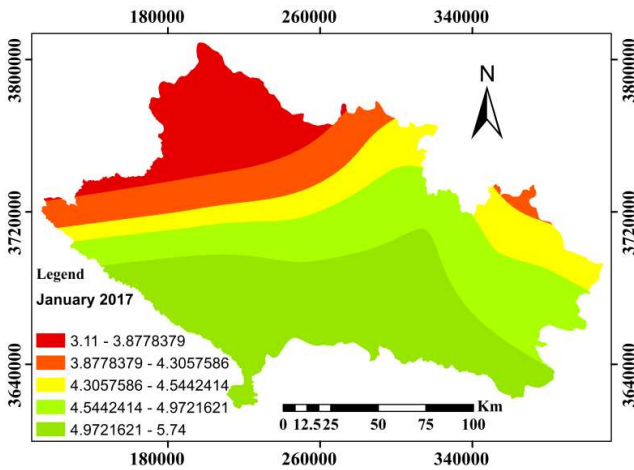 180000 260000 340000
3800000 3800000
N
3720000 3720000
Legend
January 2017
3.11 - 3.8778379
3.8778379 - 4.3057586
4.3057586 - 4.5442414
4.5442414 - 4.9721621
4.9721621 - 5.74
3640000 3640000
Km
0 12.525 50 75 100
180000 260000 340000